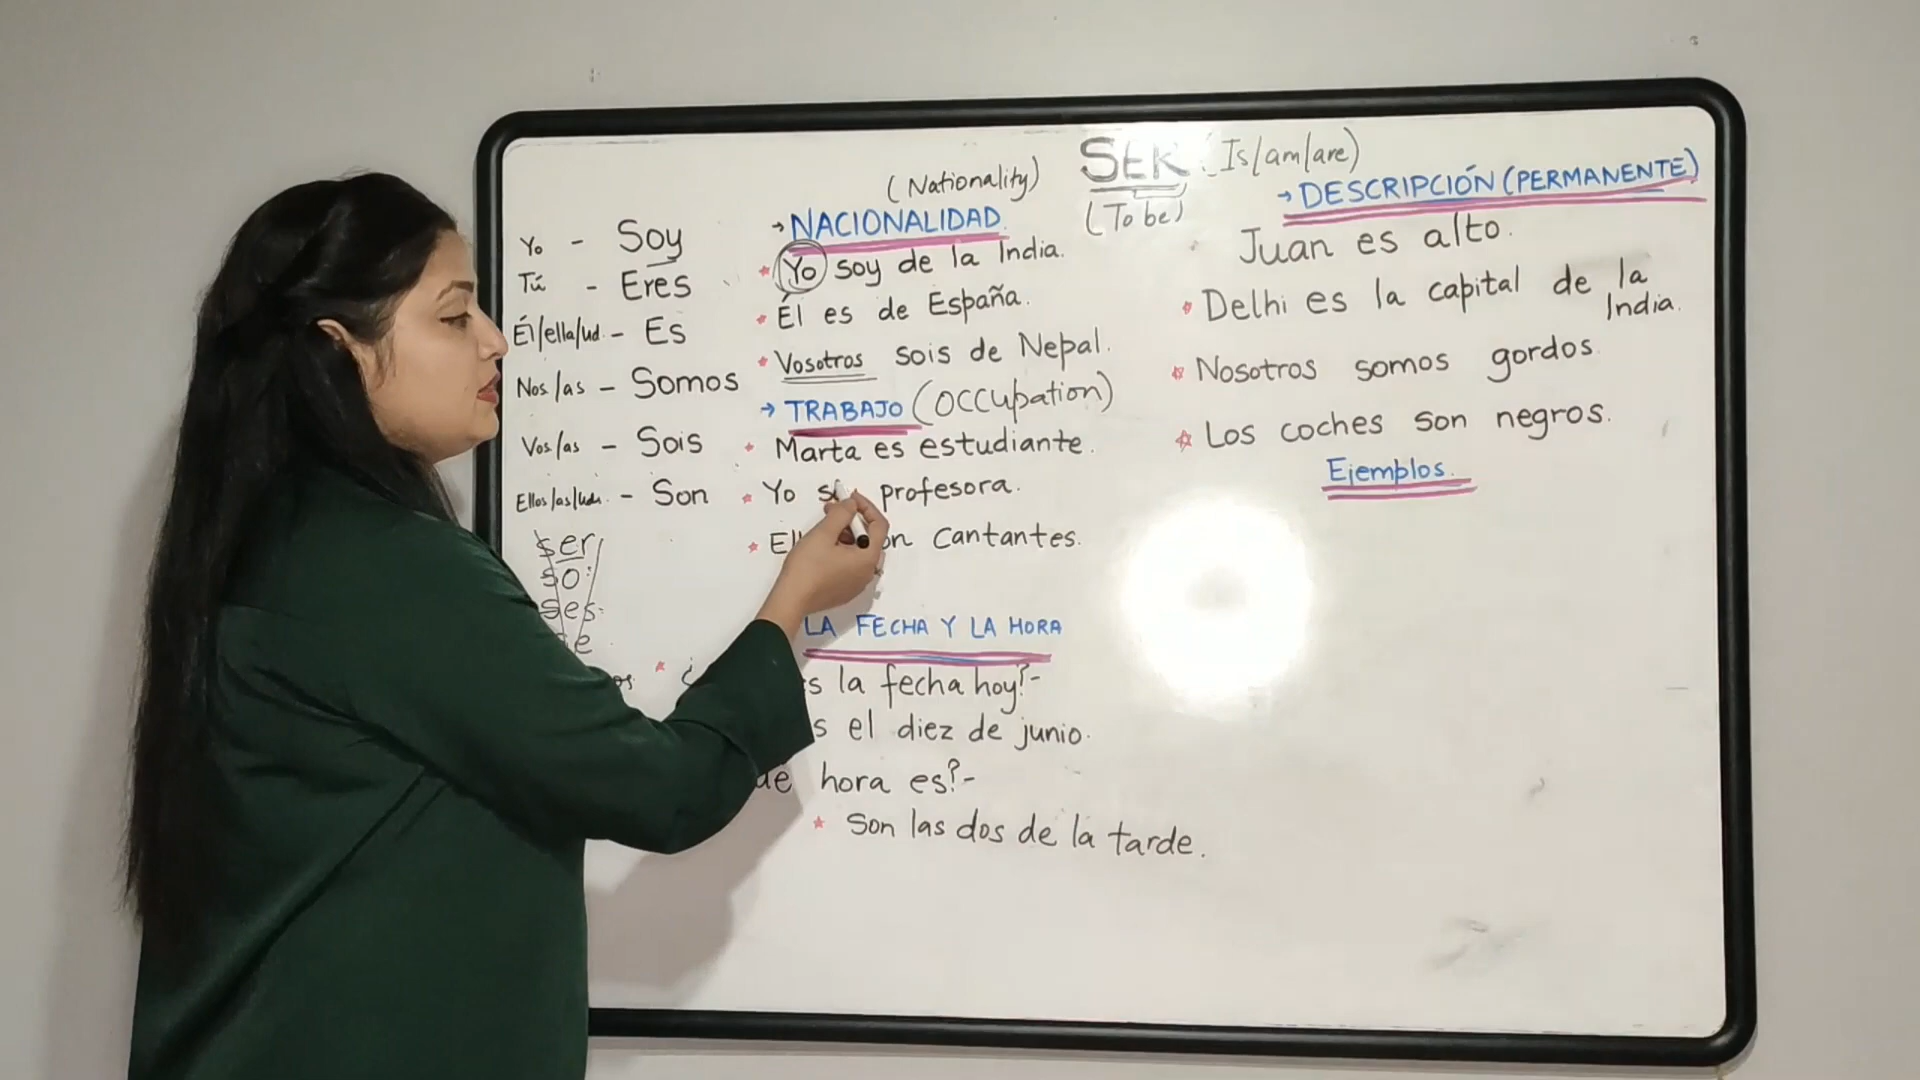 SER : Is/am/are)
(To be)
Yo - Soy
Tú - Eres
Él/ella/ud. - Es
Nos/as - Somos
Vos/as - Sois
Ellos/as/uds. - Son
ser
so
ses
(Nationality)
→ NACIONALIDAD
* Yo soy de la India.
* Él es de España.
* Vosotros sois de Nepal.
→ TRABAJO (Occupation)
* Marta es estudiante.
* Yo profesora.
* Cantantes.
LA FECHA Y LA HORA
* ¿ la fecha hoy?-
el diez de junio.
hora es?-
* Son las dos de la tarde.
→ DESCRIPCIÓN (PERMANENTE)
Juan es alto.
* Delhi es la capital de la
India.
* Nosotros somos gordos.
* Los coches son negros.
Ejemplos.